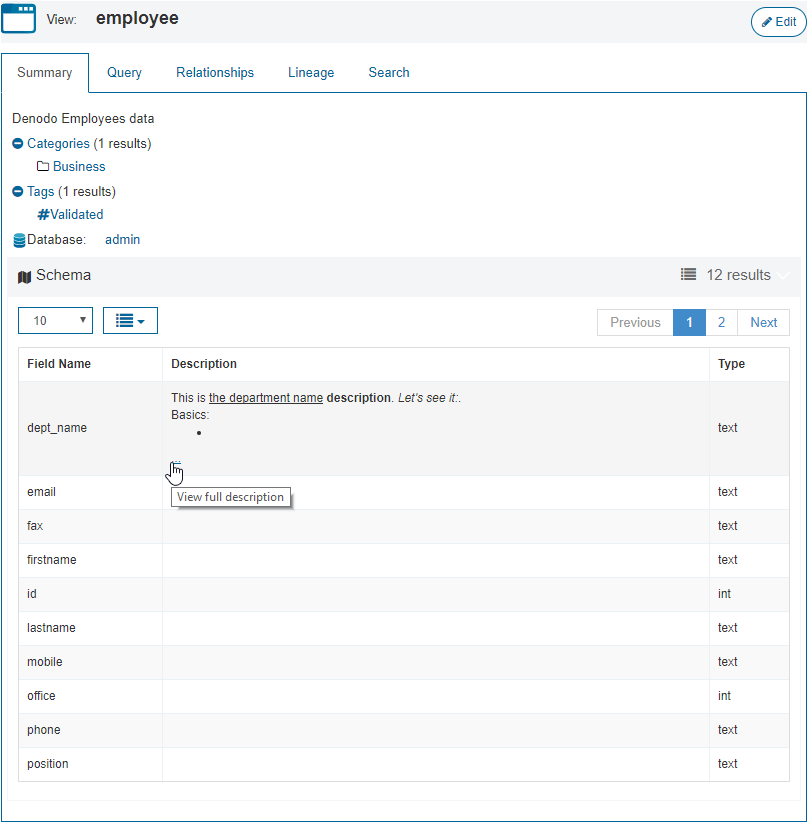 View: employee
Edit
Summary Query Relationships Lineage Search
Denodo Employees data
Categories (1 results)
Business
Tags (1 results)
#Validated
Database: admin
Schema 12 results
10 Previous 1 2 Next
Field Name Description Type
This is the department name description. Let's see it:.
Basics:
•
dept_name text
...
email text
View full description
fax text
firstname text
id int
lastname text
mobile text
office int
phone text
position text